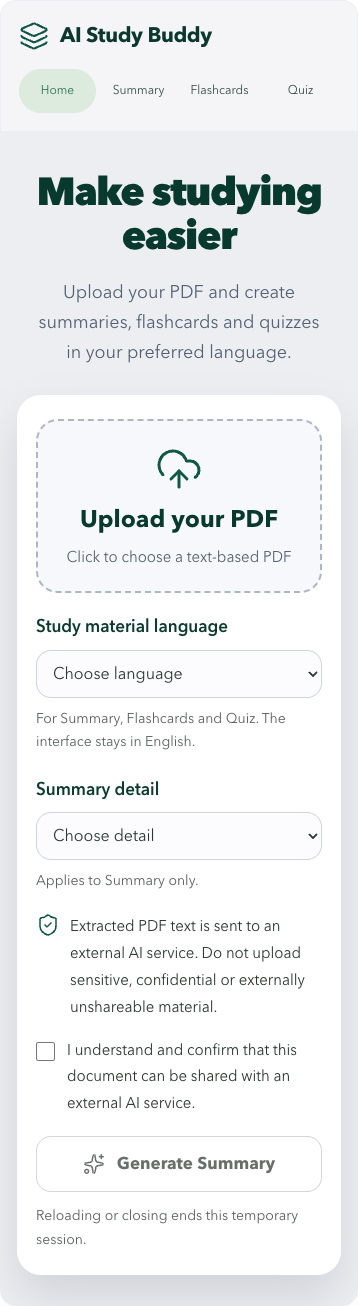 AI Study Buddy
Home Summary Flashcards Quiz
Make studying
easier
Upload your PDF and create
summaries, flashcards and quizzes
in your preferred language.
Upload your PDF
Click to choose a text-based PDF
Study material language
Choose language
For Summary, Flashcards and Quiz. The
interface stays in English.
Summary detail
Choose detail
Applies to Summary only.
Extracted PDF text is sent to an
external AI service. Do not upload
sensitive, confidential or externally
unshareable material.
I understand and confirm that this
document can be shared with an
external AI service.
Generate Summary
Reloading or closing ends this temporary
session.